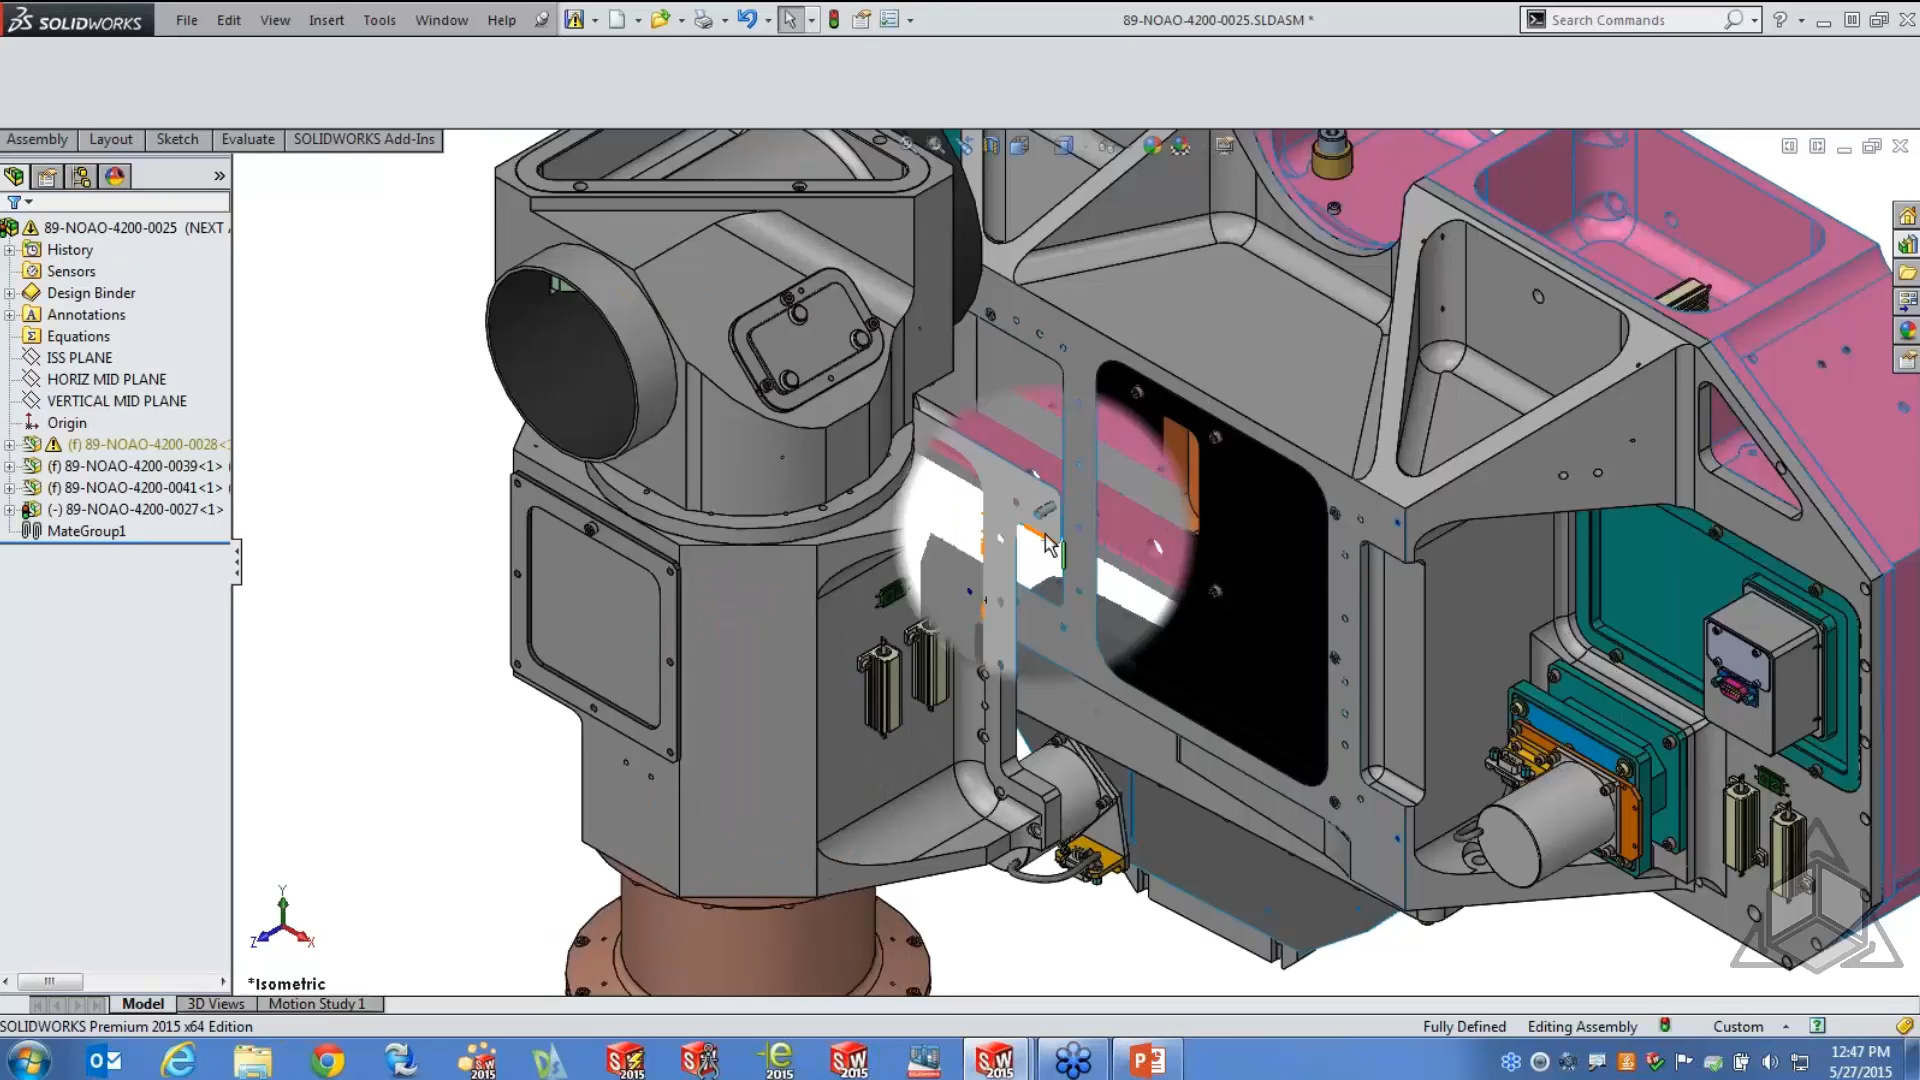 SOLIDWORKS
File Edit View Insert Tools Window Help
89-NOAO-4200-0025.SLDASM *
Search Commands
Assembly Layout Sketch Evaluate SOLIDWORKS Add-Ins
89-NOAO-4200-0025 (NEXT
History
Sensors
Design Binder
Annotations
Equations
ISS PLANE
HORIZ MID PLANE
VERTICAL MID PLANE
Origin
(f) 89-NOAO-4200-0028<
(f) 89-NOAO-4200-0039<1> (
(f) 89-NOAO-4200-0041<1> (
(-) 89-NOAO-4200-0027<1>
MateGroup1
Y
Z X
*Isometric
Model 3D Views Motion Study 1
SOLIDWORKS Premium 2015 x64 Edition
Fully Defined Editing Assembly Custom
12:47 PM
5/27/2015